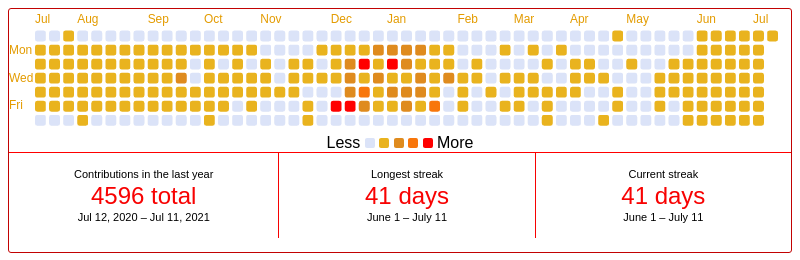 Jul Aug Sep Oct Nov Dec Jan Feb Mar Apr May Jun Jul
Mon
Wed
Fri
Less More
Contributions in the last year
4596 total
Jul 12, 2020 – Jul 11, 2021
Longest streak
41 days
June 1 – July 11
Current streak
41 days
June 1 – July 11